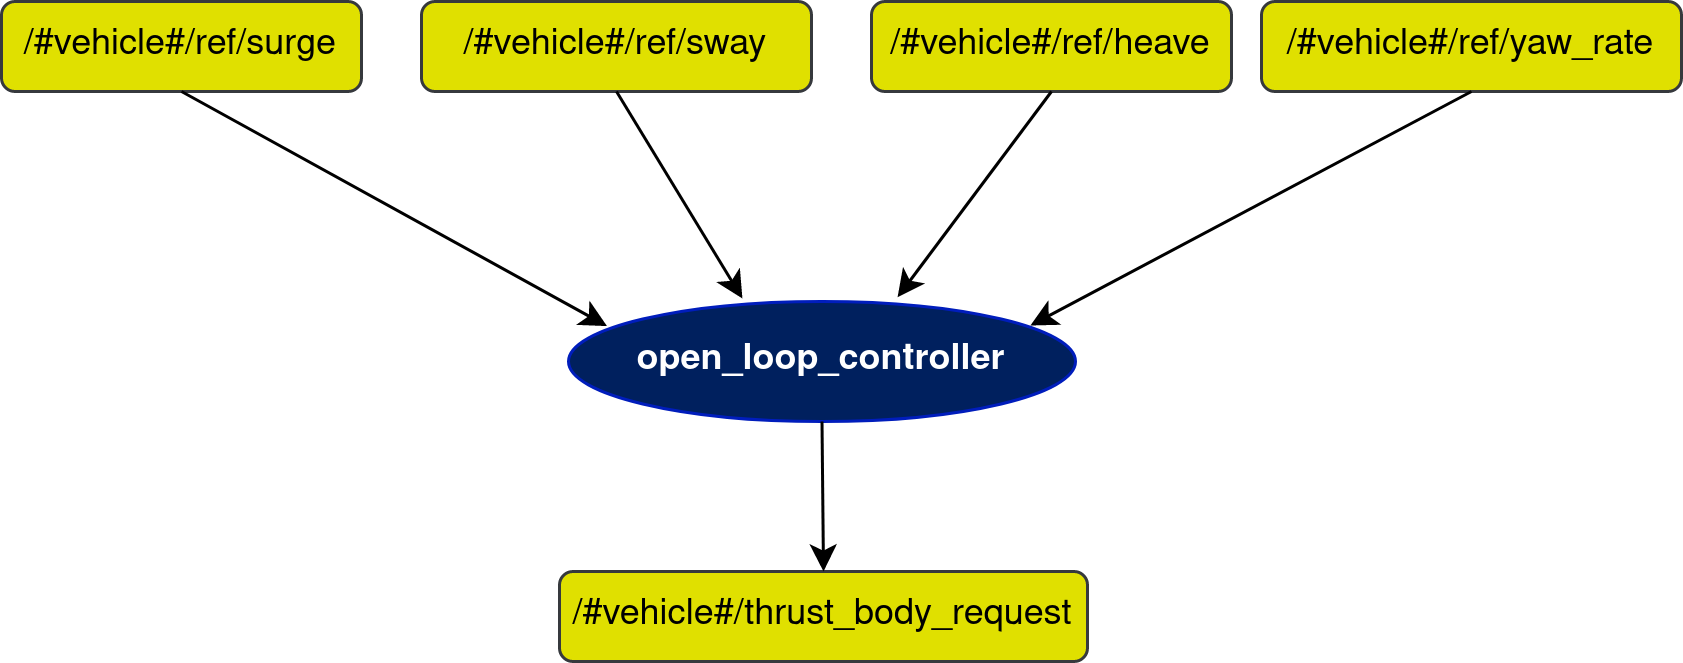 /#vehicle#/ref/surge
/#vehicle#/ref/sway
/#vehicle#/ref/heave
/#vehicle#/ref/yaw_rate
open_loop_controller
/#vehicle#/thrust_body_request